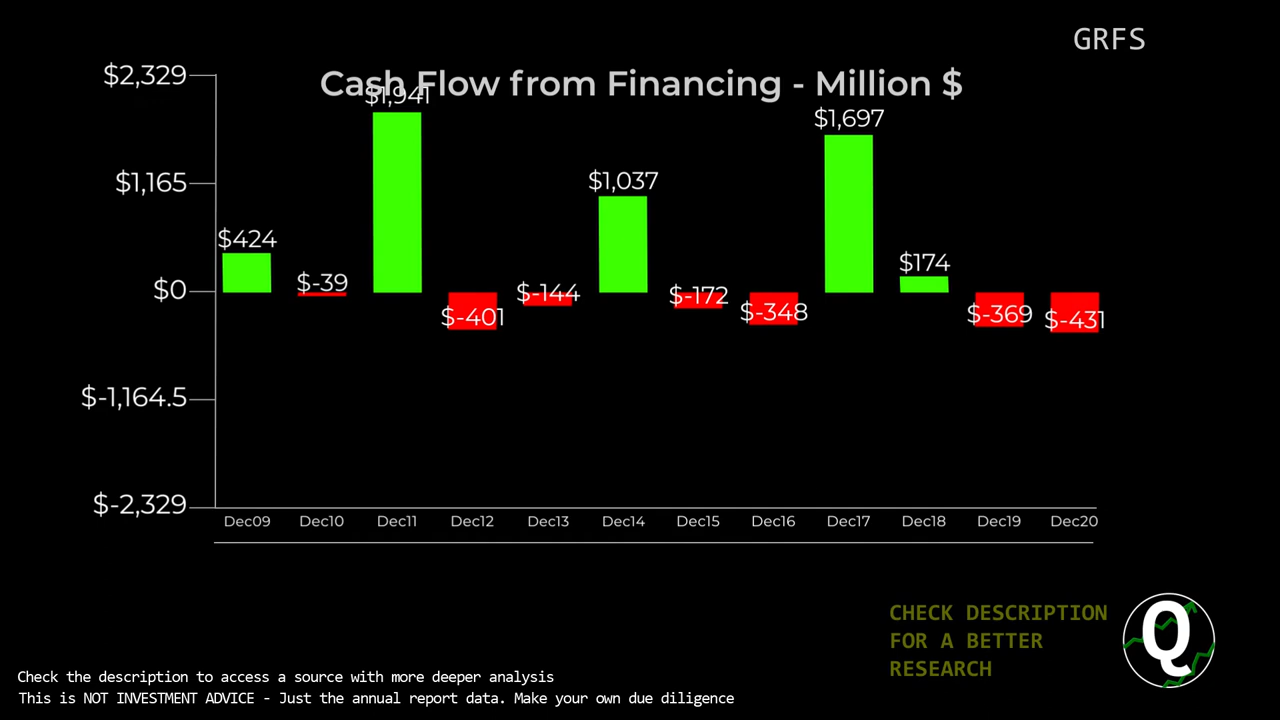 GRFS
Cash Flow from Financing - Million $
$2,329
$1,165
$0
$-1,164.5
$-2,329
$424
$-39
$1,941
$-401
$-144
$1,037
$-172
$-348
$1,697
$174
$-369
$-431
Dec09 Dec10 Dec11 Dec12 Dec13 Dec14 Dec15 Dec16 Dec17 Dec18 Dec19 Dec20
CHECK DESCRIPTION
FOR A BETTER
RESEARCH
Q
Check the description to access a source with more deeper analysis
This is NOT INVESTMENT ADVICE - Just the annual report data. Make your own due diligence